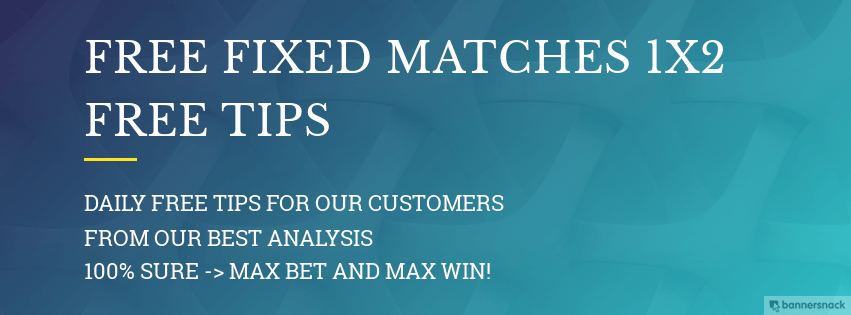 FREE FIXED MATCHES 1X2
FREE TIPS
DAILY FREE TIPS FOR OUR CUSTOMERS
FROM OUR BEST ANALYSIS
100% SURE -> MAX BET AND MAX WIN!
bannersnack